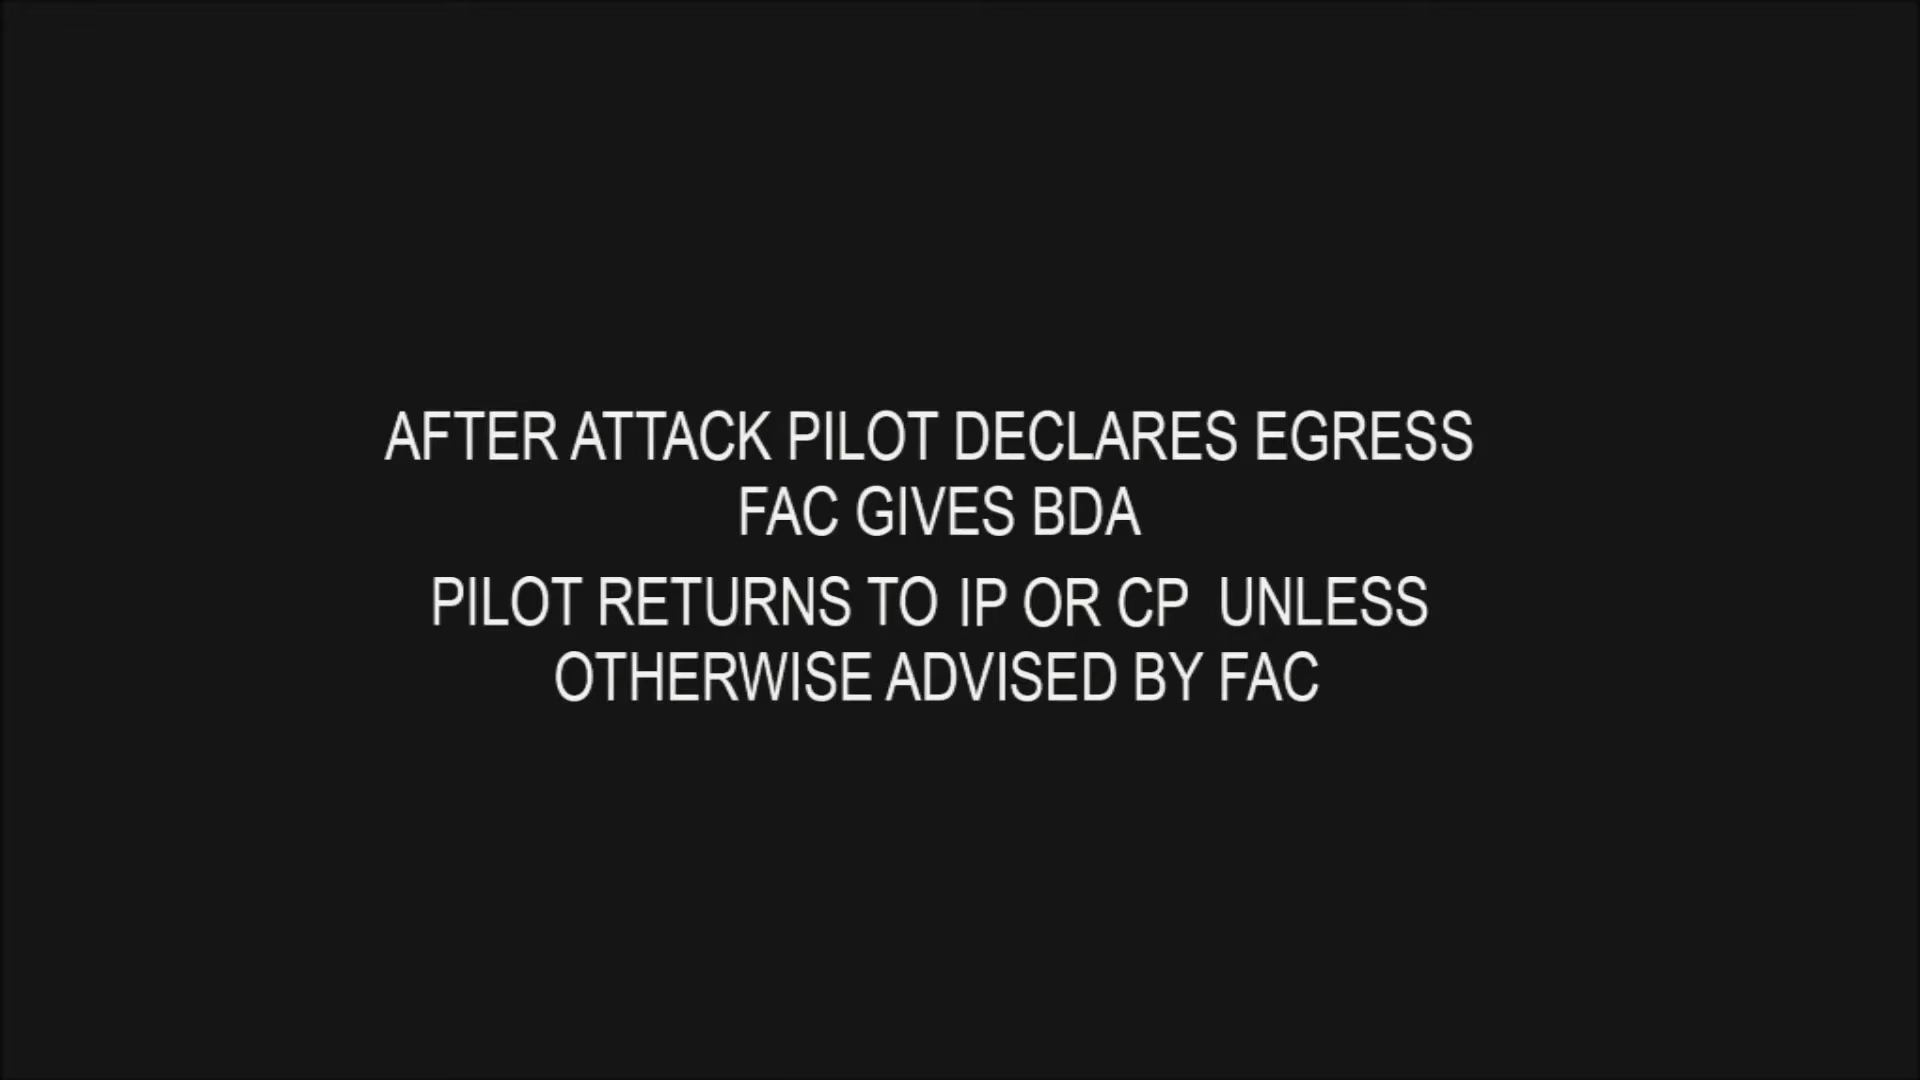 AFTER ATTACK PILOT DECLARES EGRESS
FAC GIVES BDA
PILOT RETURNS TO IP OR CP UNLESS
OTHERWISE ADVISED BY FAC